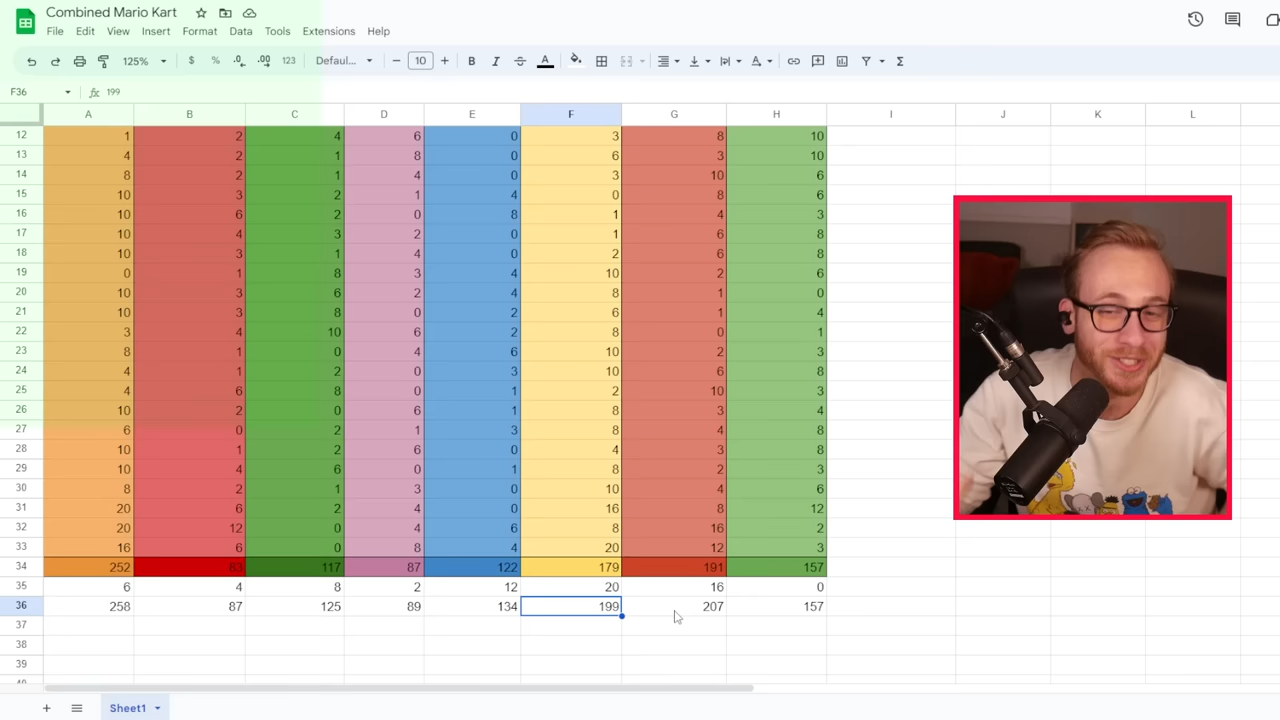 Combined Mario Kart
File Edit View Insert Format Data Tools Extensions Help
125% $ % .0 .00 123 Defaul... − 10 + B I A Σ
F36 fx 199
A B C D E F G H I J K L
12 1 2 4 6 0 3 8 10
13 4 2 1 8 0 6 3 10
14 8 2 1 4 0 3 10 6
15 10 3 2 1 4 0 8 6
16 10 6 2 0 8 1 4 3
17 10 4 3 2 0 1 6 8
18 10 3 1 4 0 2 6 8
19 0 1 8 3 4 10 2 6
20 10 3 6 2 4 8 1 0
21 10 3 8 0 2 6 1 4
22 3 4 10 6 2 8 0 1
23 8 1 0 4 6 10 2 3
24 4 1 2 0 3 10 6 8
25 4 6 8 0 1 2 10 3
26 10 2 0 6 1 8 3 4
27 6 0 2 1 3 8 4 8
28 10 1 2 6 0 4 3 8
29 10 4 6 0 1 8 2 3
30 8 2 1 3 0 10 4 6
31 20 6 2 4 0 16 8 12
32 20 12 0 4 6 8 16 2
33 16 6 0 8 4 20 12 3
34 252 83 117 87 122 179 191 157
35 6 4 8 2 12 20 16 0
36 258 87 125 89 134 199 207 157
37
38
39
+ Sheet1